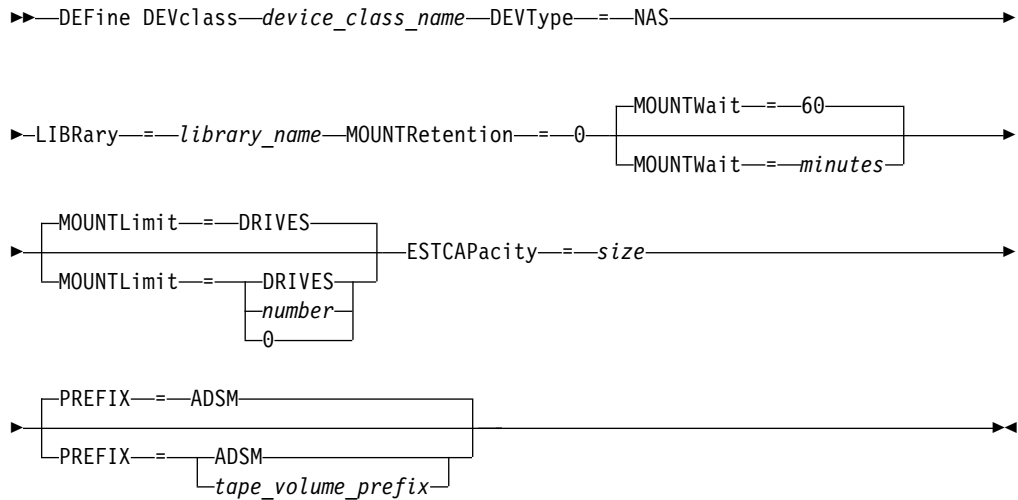 DEFine DEVclass device_class_name DEVType = NAS
MOUNTWait = 60
LIBRary = library_name MOUNTRetention = 0
MOUNTWait = minutes
MOUNTLimit = DRIVES
ESTCAPacity = size
MOUNTLimit = DRIVES
number
0
PREFIX = ADSM
PREFIX = ADSM
tape_volume_prefix